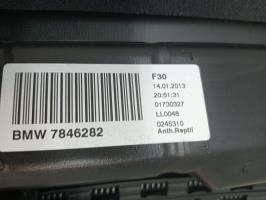 F30
14.01.2013
20:51:31
01730327
LL0048
0245310
BMW 7846282
Anth.Reptil